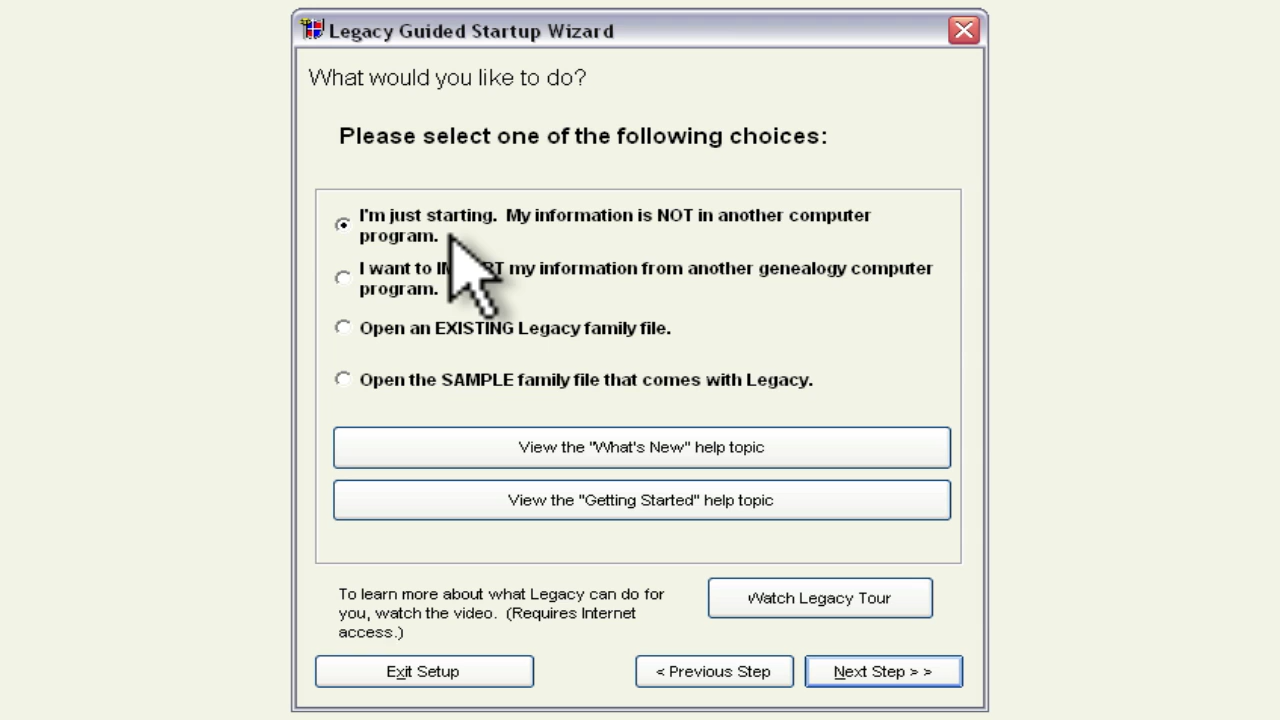 Legacy Guided Startup Wizard
What would you like to do?
Please select one of the following choices:
I'm just starting.  My information is NOT in another computer
program.
I want to my information from another genealogy computer
program.
Open an EXISTING Legacy family file.
Open the SAMPLE family file that comes with Legacy.
View the "What's New" help topic
View the "Getting Started" help topic
To learn more about what Legacy can do for
you, watch the video.  (Requires Internet
access.)
Watch Legacy Tour
Exit Setup
< Previous Step
Next Step > >